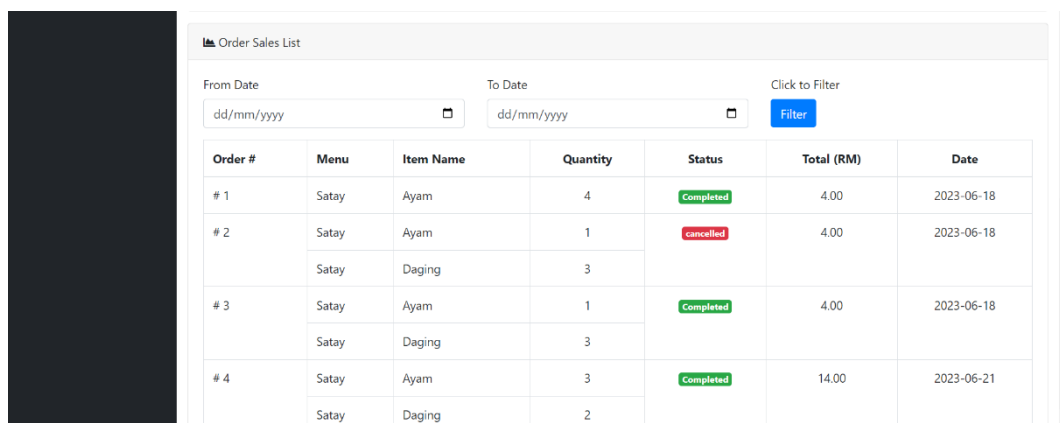 Order Sales List
From Date To Date Click to Filter
dd/mm/yyyy dd/mm/yyyy Filter
Order # Menu Item Name Quantity Status Total (RM) Date
# 1 Satay Ayam 4 Completed 4.00 2023-06-18
# 2 Satay Ayam 1 cancelled 4.00 2023-06-18
Satay Daging 3
# 3 Satay Ayam 1 Completed 4.00 2023-06-18
Satay Daging 3
# 4 Satay Ayam 3 Completed 14.00 2023-06-21
Satay Daging 2